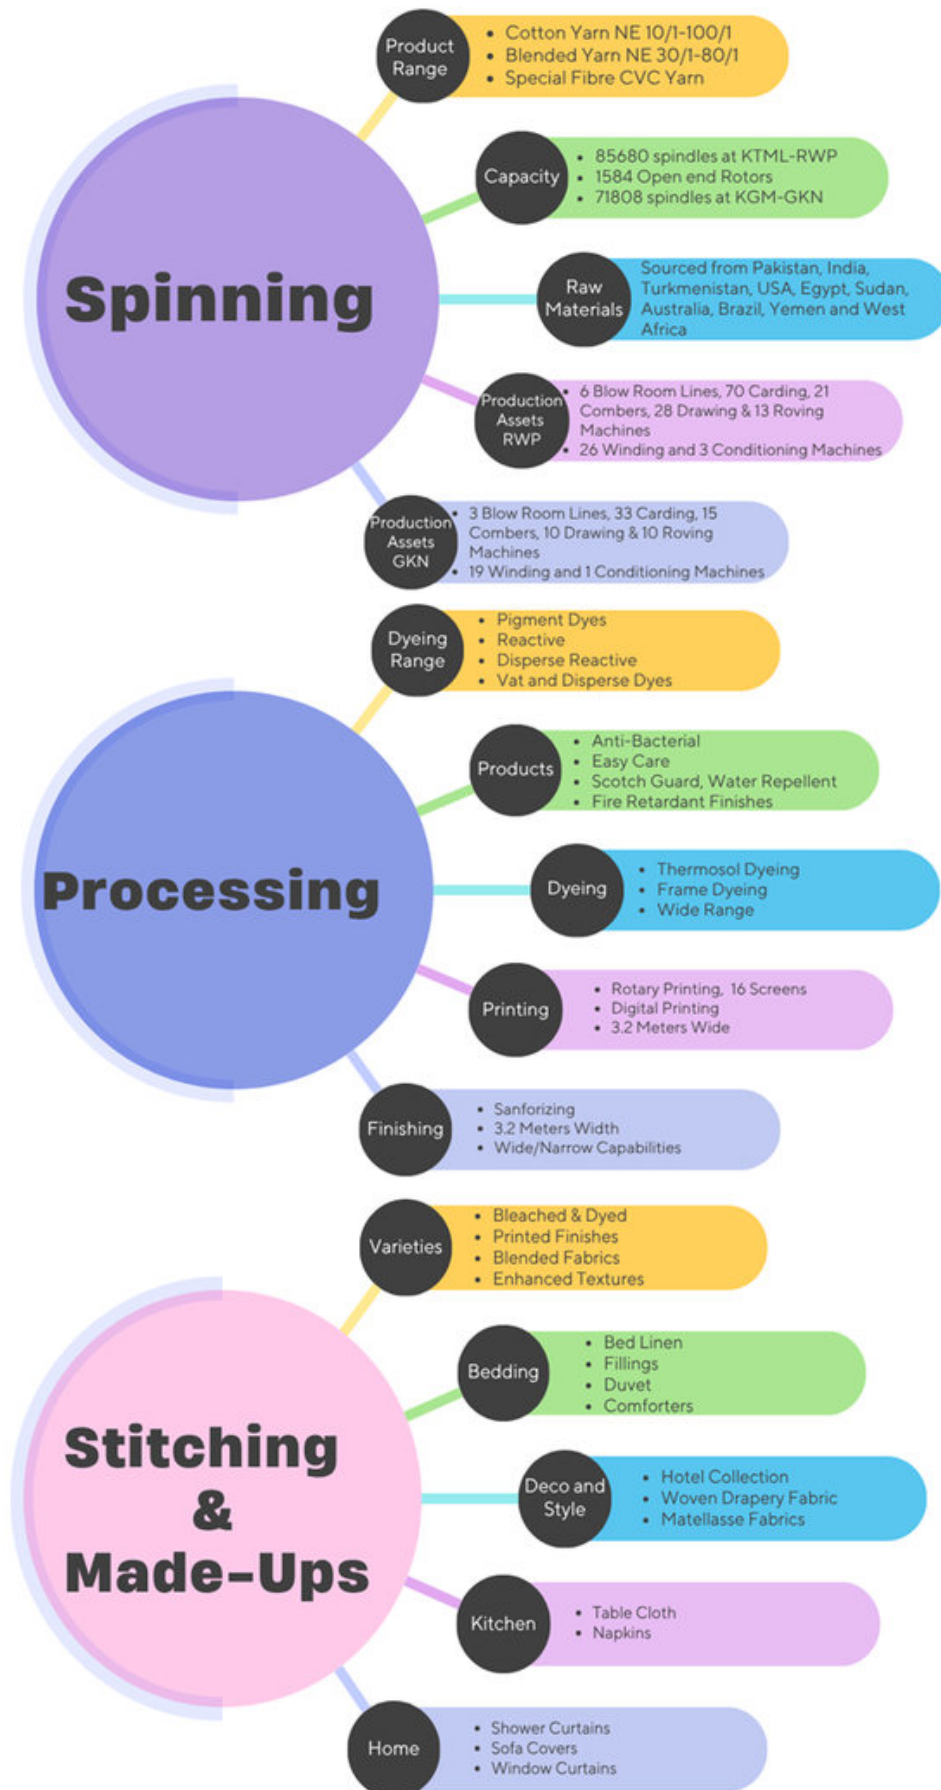 Product
Range
• Cotton Yarn NE 10/1-100/1
• Blended Yarn NE 30/1-80/1
• Special Fibre CVC Yarn
Capacity
• 85680 spindles at KTML-RWP
• 1584 Open end Rotors
• 71808 spindles at KGM-GKN
Spinning
Raw
Materials
Sourced from Pakistan, India,
Turkmenistan, USA, Egypt, Sudan,
Australia, Brazil, Yemen and West
Africa
Production
Assets
RWP
• 6 Blow Room Lines, 70 Carding, 21
Combers, 28 Drawing & 13 Roving
Machines
• 26 Winding and 3 Conditioning Machines
Production
Assets
GKN
• 3 Blow Room Lines, 33 Carding, 15
Combers, 10 Drawing & 10 Roving
Machines
• 19 Winding and 1 Conditioning Machines
Dyeing
Range
• Pigment Dyes
• Reactive
• Disperse Reactive
• Vat and Disperse Dyes
Products
• Anti-Bacterial
• Easy Care
• Scotch Guard, Water Repellent
• Fire Retardant Finishes
Processing
Dyeing
• Thermosol Dyeing
• Frame Dyeing
• Wide Range
Printing
• Rotary Printing, 16 Screens
• Digital Printing
• 3.2 Meters Wide
Finishing
• Sanforizing
• 3.2 Meters Width
• Wide/Narrow Capabilities
Varieties
• Bleached & Dyed
• Printed Finishes
• Blended Fabrics
• Enhanced Textures
Bedding
• Bed Linen
• Fillings
• Duvet
• Comforters
Stitching
&
Made-Ups
Deco and
Style
• Hotel Collection
• Woven Drapery Fabric
• Matellasse Fabrics
Kitchen
• Table Cloth
• Napkins
Home
• Shower Curtains
• Sofa Covers
• Window Curtains